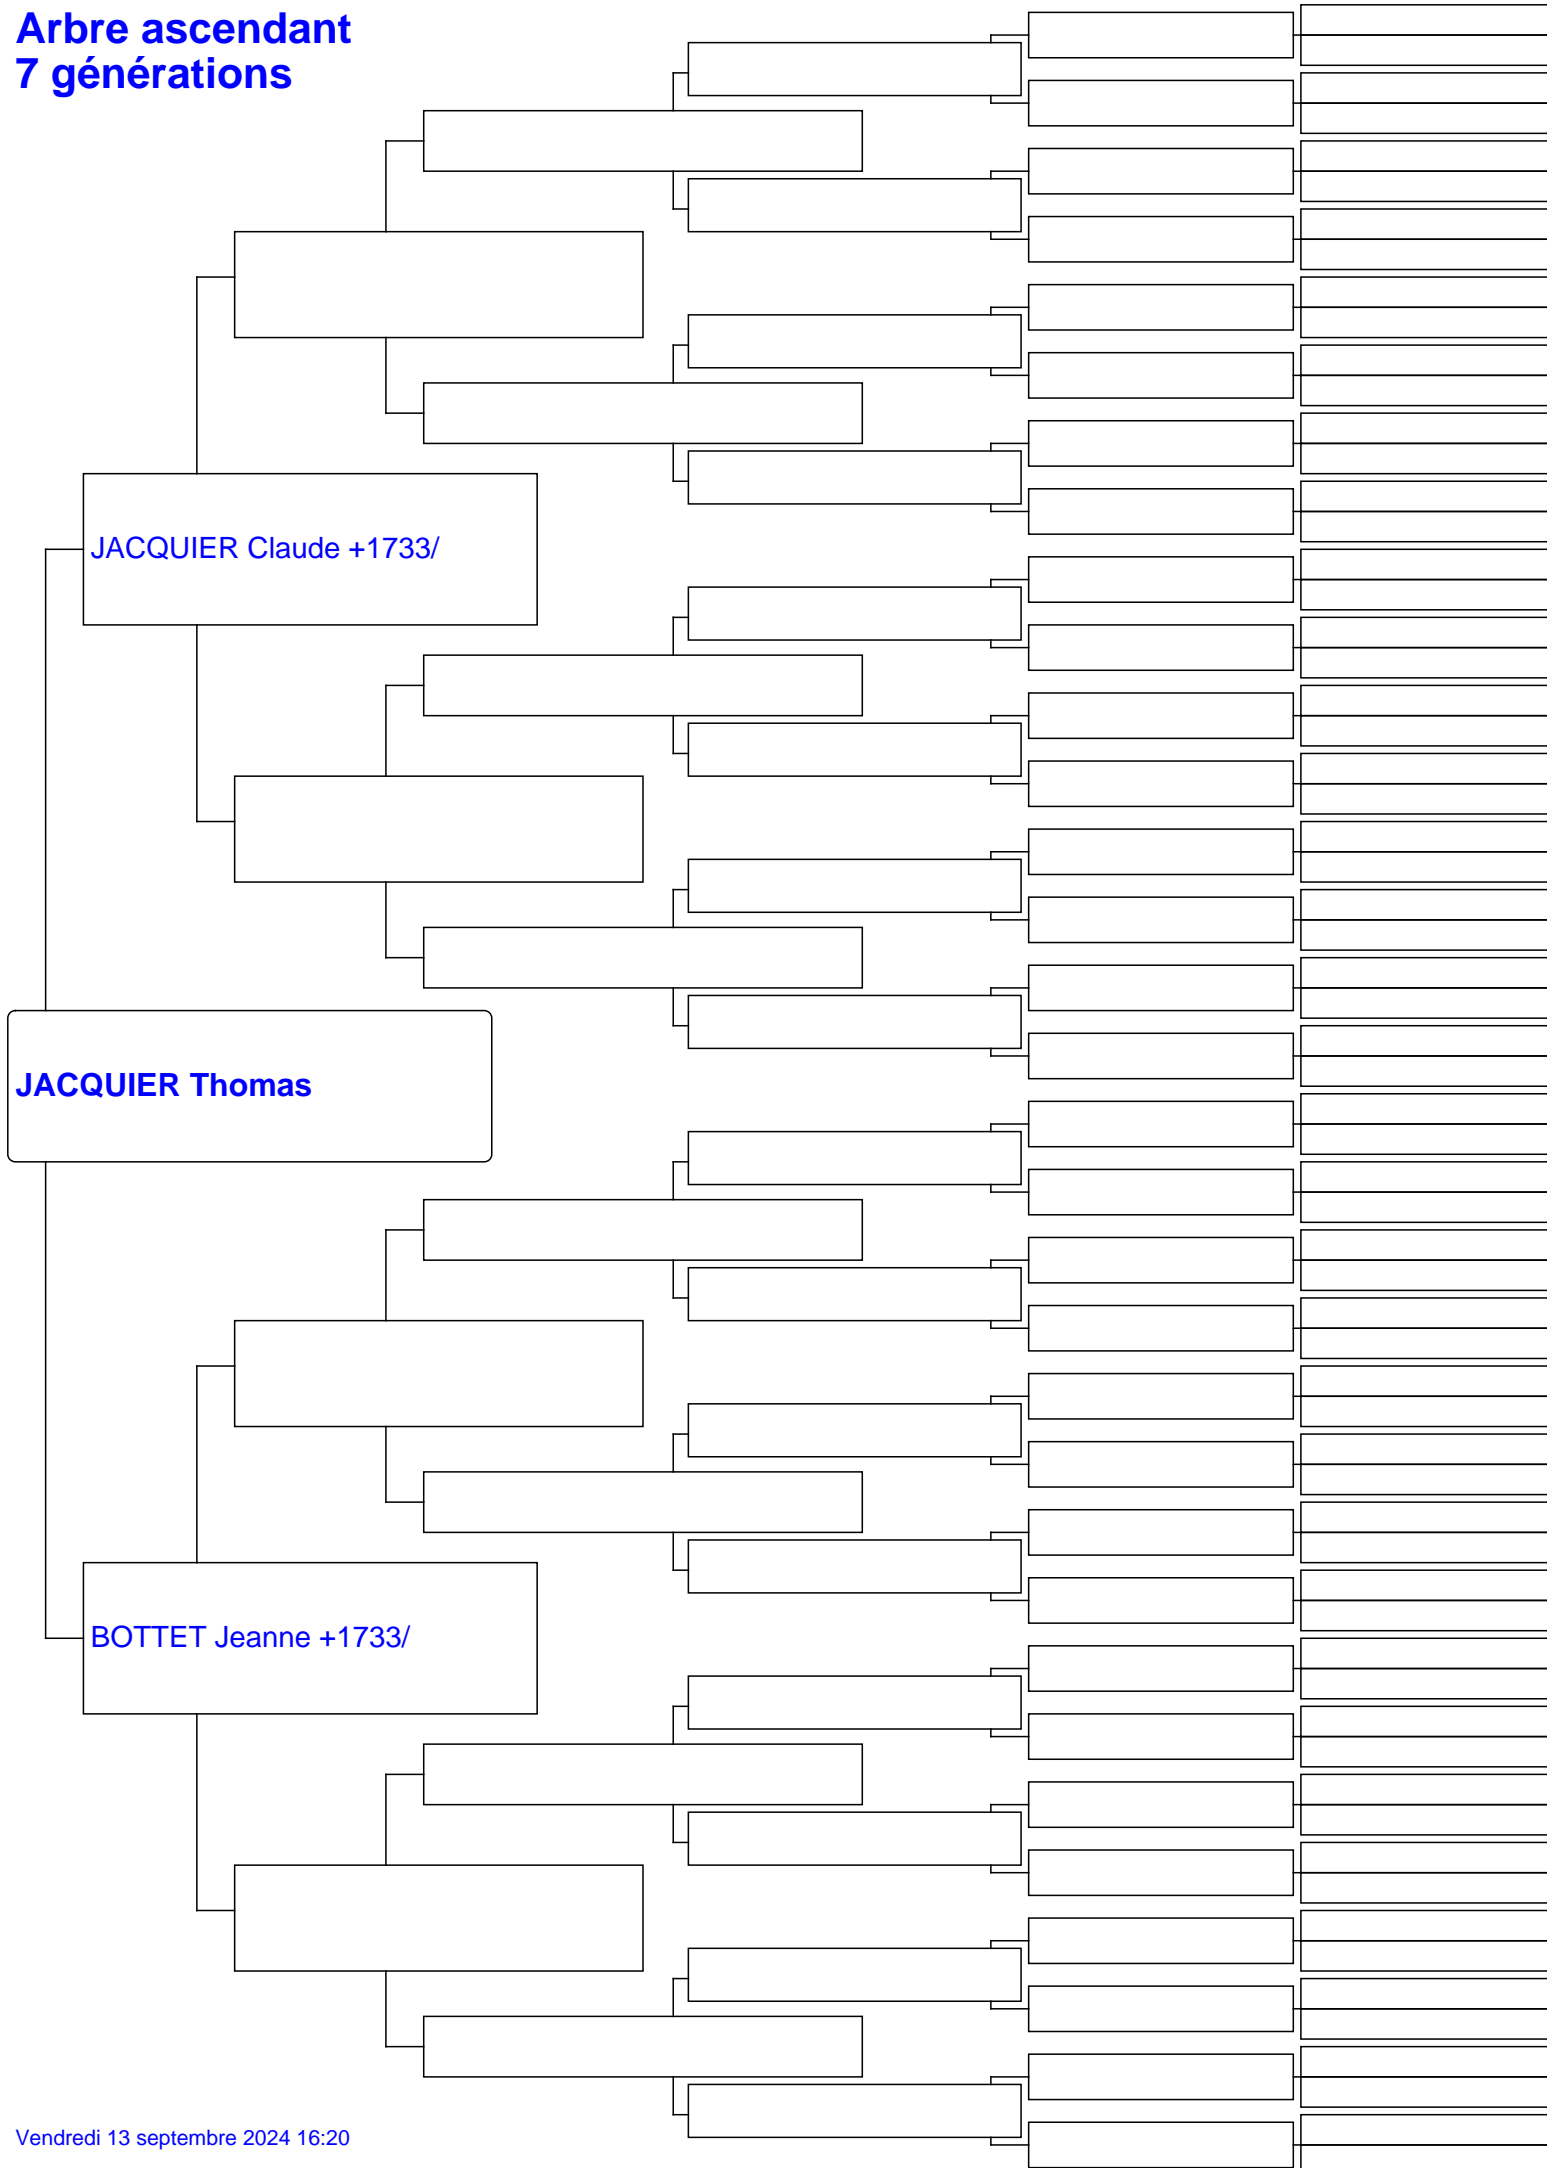 Arbre ascendant
7 générations
JACQUIER Claude +1733/
JACQUIER Thomas
BOTTET Jeanne +1733/
Vendredi 13 septembre 2024 16:20